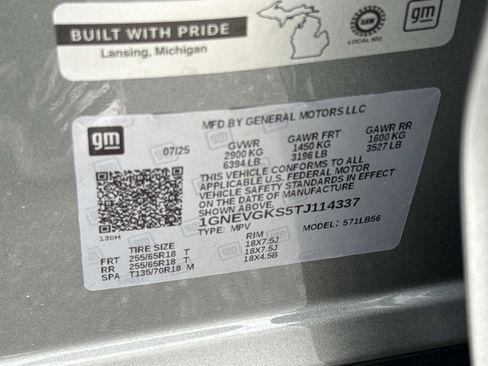 BUILT WITH PRIDE
Lansing, Michigan
UAW
LOCAL 602
gm
MFD BY GENERAL MOTORS LLC
gm
07/25
GVWR GAWR FRT GAWR RR
2900 KG 1450 KG 1600 KG
6394 LB 3196 LB 3527 LB
THIS VEHICLE CONFORMS TO ALL
APPLICABLE U.S. FEDERAL MOTOR
VEHICLE SAFETY STANDARDS IN EFFECT
ON THE DATE OF MANUFACTURE
SHOWN ABOVE.
1GNEVGKS5TJ114337
TYPE: MPV MODEL: 571LB56
130H
TIRE SIZE RIM
FRT 255/65R18 T 18X7.5J
RR 255/65R18 T 18X7.5J
SPA T135/70R18 M 18X4.5B